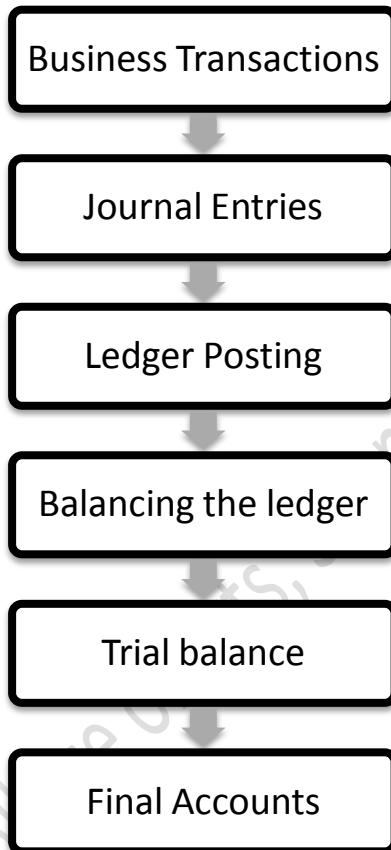 Business Transactions
Journal Entries
Ledger Posting
Balancing the ledger
Trial balance
Final Accounts